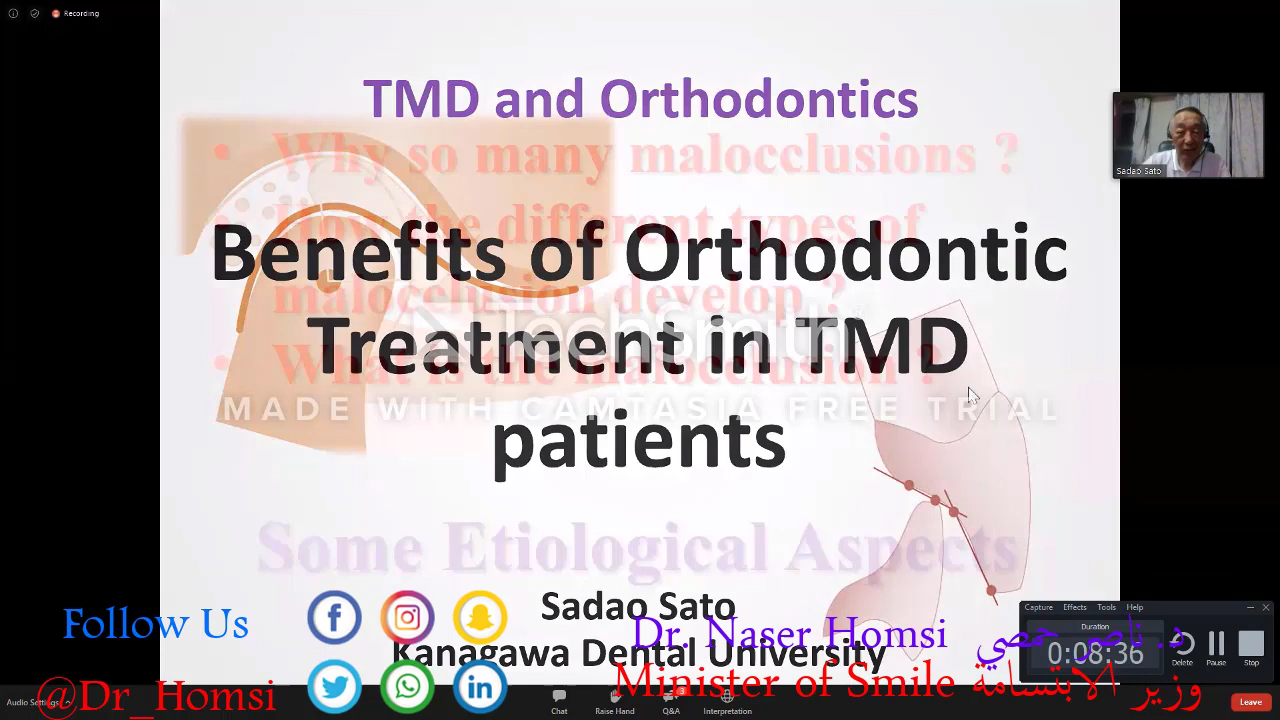 Recording
TMD and Orthodontics
• Why so many malocclusions ?
• How the different types of
malocclusion develop ?
• What is the malocclusion ?
Benefits of Orthodontic
Treatment in TMD
patients
TechSmith
MADE WITH CAMTASIA FREE TRIAL
Some Etiological Aspects
Sadao Sato
Kanagawa Dental University
Sadao Sato
Follow Us
@Dr_Homsi
Dr. Naser Homsi د. ناصر حمصي
Minister of Smile وزير الابتسامة
Capture Effects Tools Help
Duration
0:08:36
Delete Pause Stop
Audio Settings
Chat
Raise Hand
3
Q&A
Interpretation
Leave